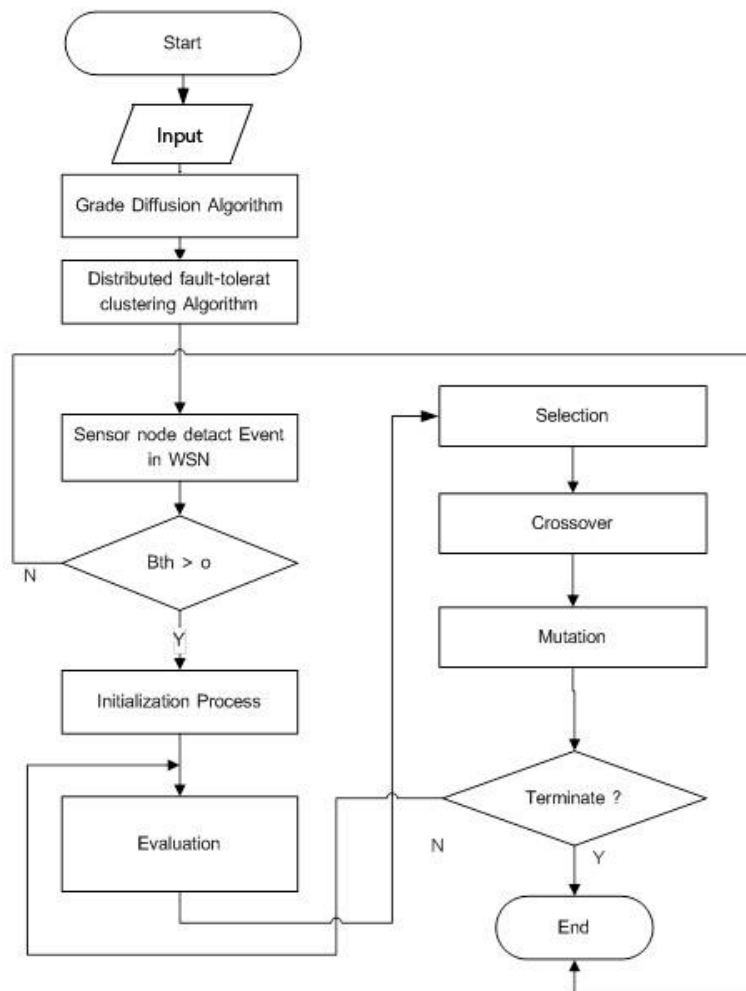 Start
Input
Grade Diffusion Algorithm
Distributed fault-tolerat
clustering Algorithm
Sensor node detact Event
in WSN
Bth > o
N
Y
Initialization Process
Evaluation
Selection
Crossover
Mutation
Terminate ?
N
Y
End